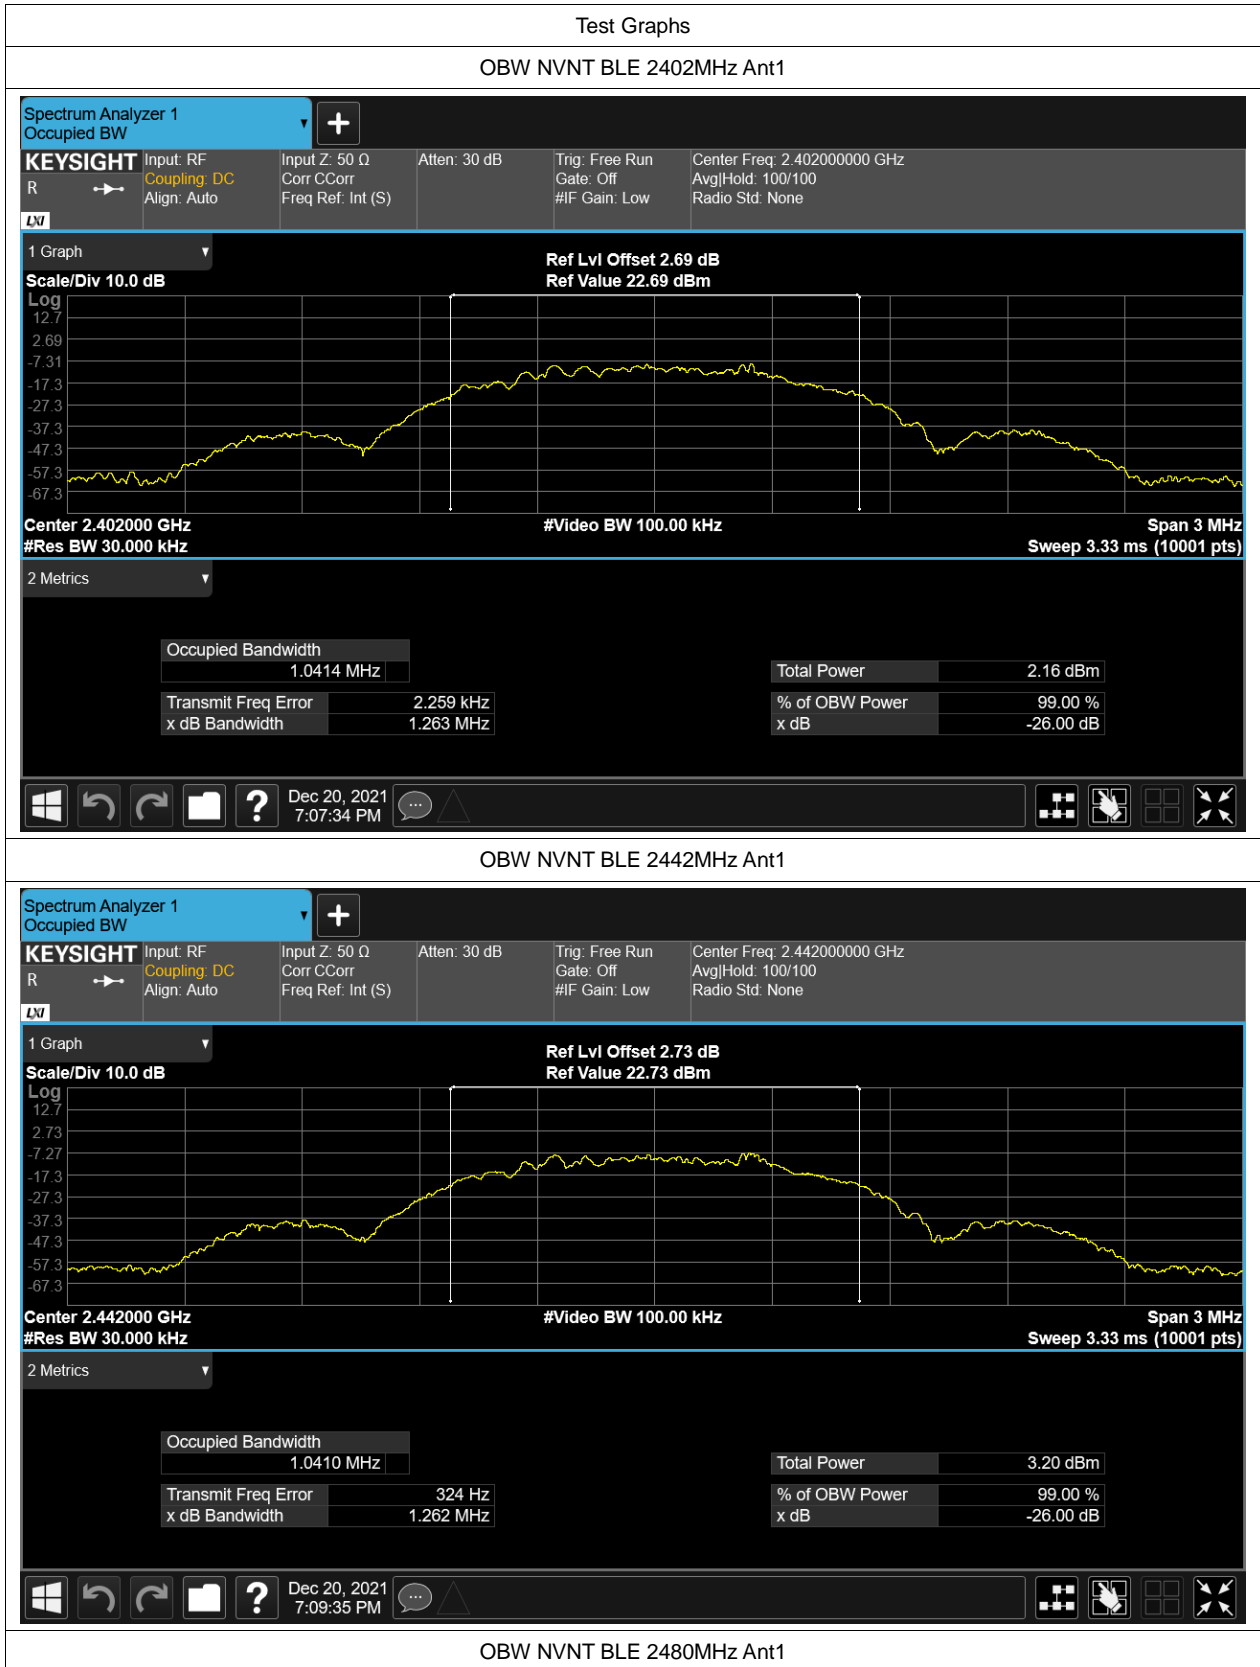 Test Graphs
OBW NVNT BLE 2402MHz Ant1
Spectrum Analyzer 1
Occupied BW
KEYSIGHT Input: RF Input Z: 50 Ω Atten: 30 dB Trig: Free Run Center Freq: 2.402000000 GHz
R Coupling: DC Corr CCorr Gate: Off Avg|Hold: 100/100
Align: Auto Freq Ref: Int (S) #IF Gain: Low Radio Std: None
LXI
1 Graph
Ref Lvl Offset 2.69 dB
Scale/Div 10.0 dB Ref Value 22.69 dBm
Log
12.7
2.69
-7.31
-17.3
-27.3
-37.3
-47.3
-57.3
-67.3
Center 2.402000 GHz #Video BW 100.00 kHz Span 3 MHz
#Res BW 30.000 kHz Sweep 3.33 ms (10001 pts)
2 Metrics
Occupied Bandwidth
1.0414 MHz Total Power 2.16 dBm
Transmit Freq Error 2.259 kHz % of OBW Power 99.00 %
x dB Bandwidth 1.263 MHz x dB -26.00 dB
? Dec 20, 2021
7:07:34 PM
OBW NVNT BLE 2442MHz Ant1
Spectrum Analyzer 1
Occupied BW
KEYSIGHT Input: RF Input Z: 50 Ω Atten: 30 dB Trig: Free Run Center Freq: 2.442000000 GHz
R Coupling: DC Corr CCorr Gate: Off Avg|Hold: 100/100
Align: Auto Freq Ref: Int (S) #IF Gain: Low Radio Std: None
LXI
1 Graph
Ref Lvl Offset 2.73 dB
Scale/Div 10.0 dB Ref Value 22.73 dBm
Log
12.7
2.73
-7.27
-17.3
-27.3
-37.3
-47.3
-57.3
-67.3
Center 2.442000 GHz #Video BW 100.00 kHz Span 3 MHz
#Res BW 30.000 kHz Sweep 3.33 ms (10001 pts)
2 Metrics
Occupied Bandwidth
1.0410 MHz Total Power 3.20 dBm
Transmit Freq Error 324 Hz % of OBW Power 99.00 %
x dB Bandwidth 1.262 MHz x dB -26.00 dB
? Dec 20, 2021
7:09:35 PM
OBW NVNT BLE 2480MHz Ant1